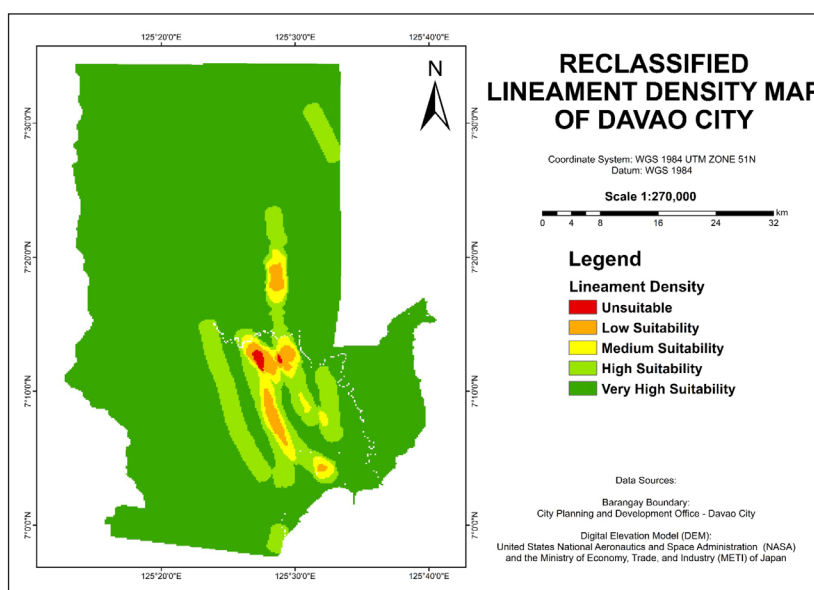 RECLASSIFIED
LINEAMENT DENSITY MAP
OF DAVAO CITY
Coordinate System: WGS 1984 UTM ZONE 51N
Datum: WGS 1984
Scale 1:270,000
km
0 2 4 8 16 24 32
Legend
Lineament Density
Unsuitable
Low Suitability
Medium Suitability
High Suitability
Very High Suitability
Data Sources:
Barangay Boundary:
City Planning and Development Office - Davao City
Digital Elevation Model (DEM):
United States National Aeronautics and Space Administration (NASA)
and the Ministry of Economy, Trade, and Industry (METI) of Japan
N
125°20'0"E 125°30'0"E 125°40'0"E
7°30'0"N 7°30'0"N
7°20'0"N 7°20'0"N
7°10'0"N 7°10'0"N
7°0'0"N 7°0'0"N
125°20'0"E 125°30'0"E 125°40'0"E